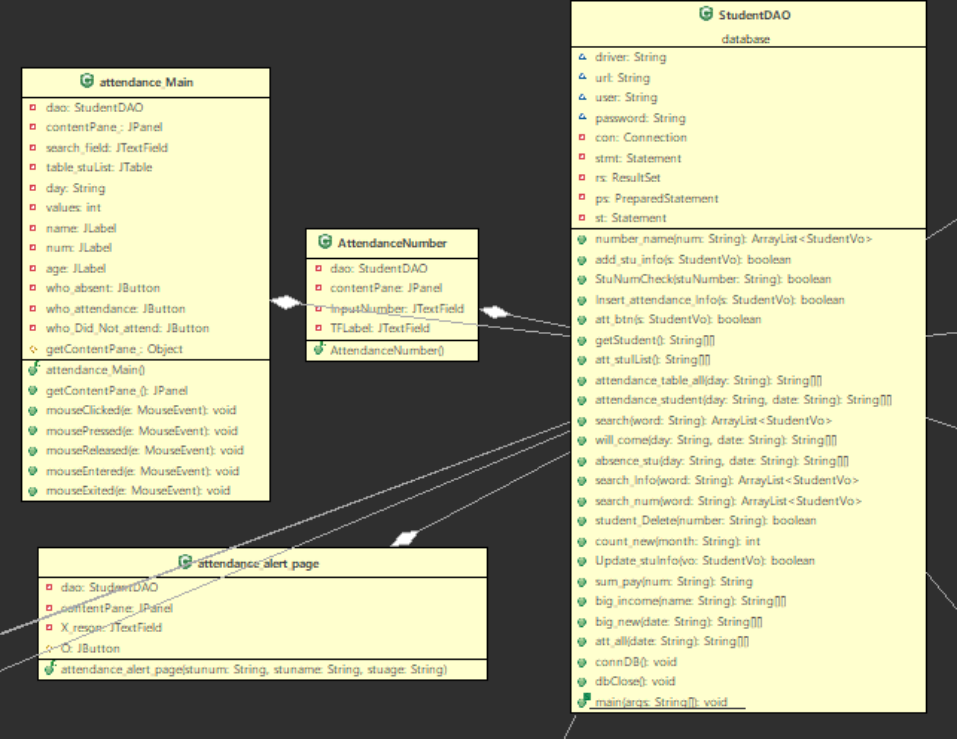 StudentDAO
database
driver: String
url: String
user: String
password: String
con: Connection
stmt: Statement
rs: ResultSet
ps: PreparedStatement
st: Statement
number_name(num: String): ArrayList<StudentVo>
add_stu_info(s: StudentVo): boolean
StuNumCheck(stuNumber: String): boolean
Insert_attendance_Info(s: StudentVo): boolean
att_btn(s: StudentVo): boolean
getStudent(): String[][]
att_stulList(): String[][]
attendance_table_all(day: String): String[][]
attendance_student(day: String, date: String): String[][]
search(word: String): ArrayList<StudentVo>
will_come(day: String, date: String): String[][]
absence_stu(day: String, date: String): String[][]
search_Info(word: String): ArrayList<StudentVo>
search_num(word: String): ArrayList<StudentVo>
student_Delete(number: String): boolean
count_new(month: String): int
Update_stuInfo(vo: StudentVo): boolean
sum_pay(num: String): String
big_income(name: String): String[][]
big_new(date: String): String[][]
att_all(date: String): String[][]
connDB(): void
dbClose(): void
main(args: String[]): void
attendance_Main
dao: StudentDAO
contentPane_: JPanel
search_field: JTextField
table_stuList: JTable
day: String
values: int
name: JLabel
num: JLabel
age: JLabel
who_absent: JButton
who_attendance: JButton
who_Did_Not_attend: JButton
getContentPane_: Object
attendance_Main()
getContentPane_(): JPanel
mouseClicked(e: MouseEvent): void
mousePressed(e: MouseEvent): void
mouseReleased(e: MouseEvent): void
mouseEntered(e: MouseEvent): void
mouseExited(e: MouseEvent): void
AttendanceNumber
dao: StudentDAO
contentPane: JPanel
InputNumber: JTextField
TFLabel: JTextField
AttendanceNumber()
attendance_alert_page
dao: StudentDAO
contentPane: JPanel
X_reson: JTextField
O: JButton
attendance_alert_page(stunum: String, stuname: String, stuage: String)